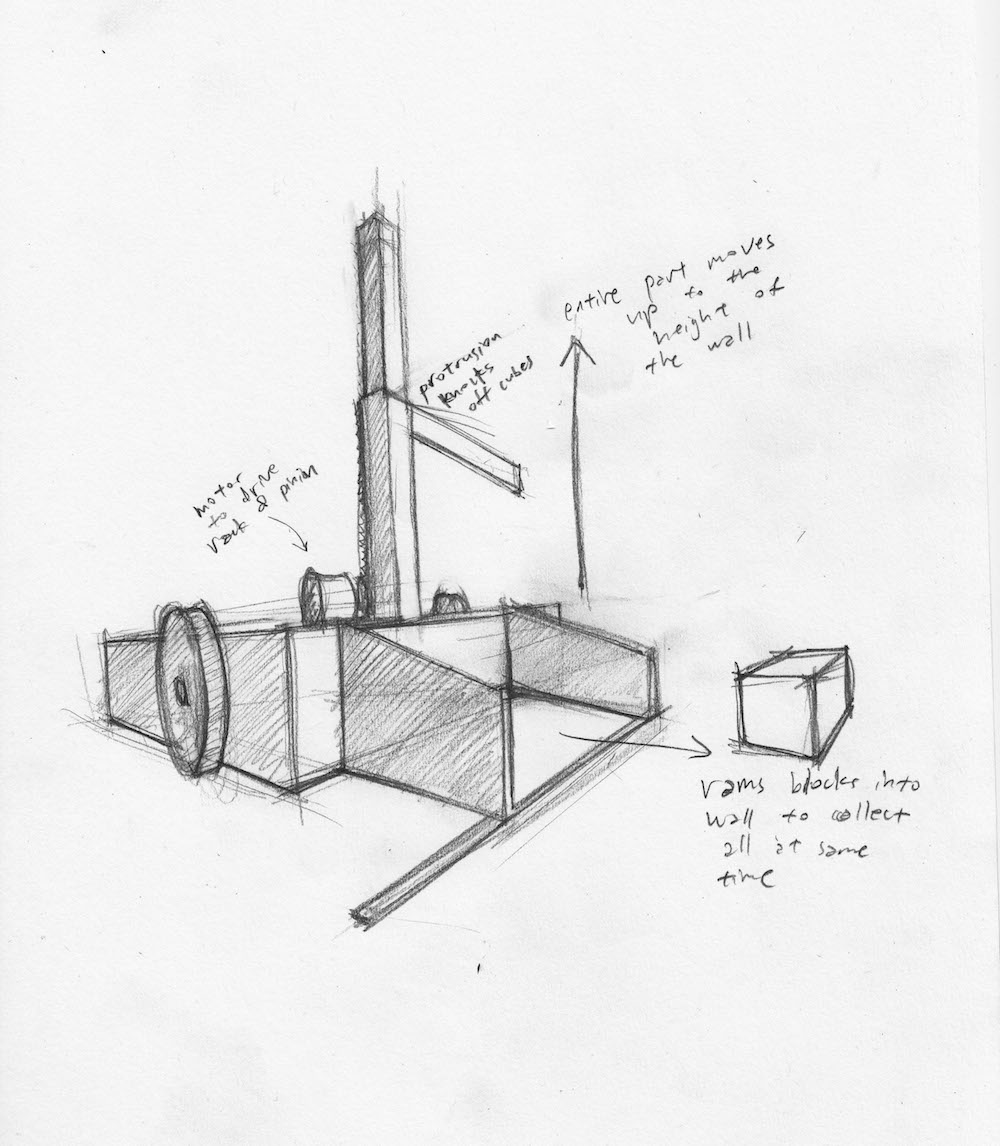 entire part moves
up to the
height of
the wall
protrusion
knocks
off cubes
motor
to drive
rack & pinion
rams blocks into
wall to collect
all at same
time